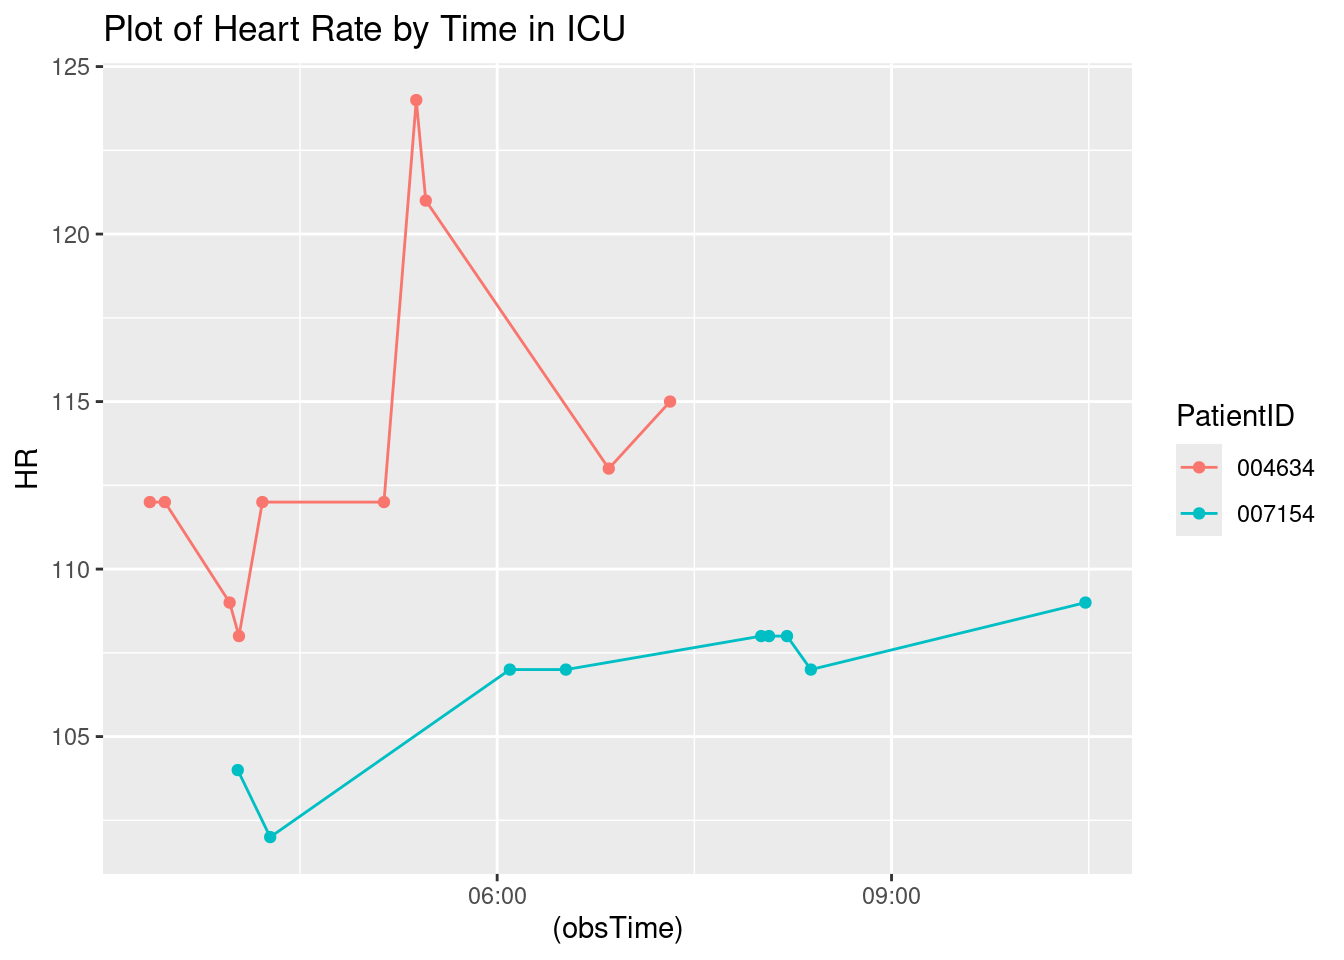 Plot of Heart Rate by Time in ICU
125
120
115
110
105
HR
06:00
09:00
(obsTime)
PatientID
004634
007154